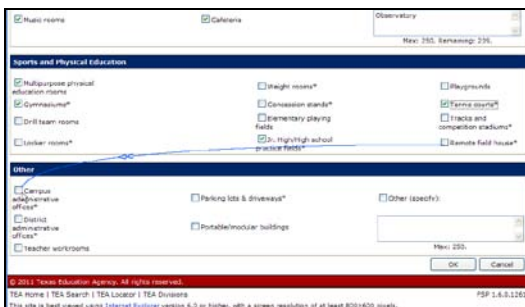 Music rooms
Cafeteria
Observatory
Max: 250. Remaining: 239.
Sports and Physical Education
Multipurpose physical
education rooms
Weight rooms*
Playgrounds
Gymnasiums*
Concession stands*
Tennis courts*
Drill team rooms
Elementary playing
fields
Tracks and
competition stadiums*
Locker rooms*
Jr. High/High school
practice fields*
Remote field house*
Other
Campus
administrative
offices*
Parking lots & driveways*
Other (specify):
District
administrative
offices*
Portable/modular buildings
Teacher workrooms
Max: 250.
OK
Cancel
© 2011 Texas Education Agency. All rights reserved.
TEA Home | TEA Search | TEA Locator | TEA Divisions
FSP 1.6.0.1261
This site is best viewed using Internet Explorer version 6.0 or higher, with a screen resolution of at least 800x600 pixels.